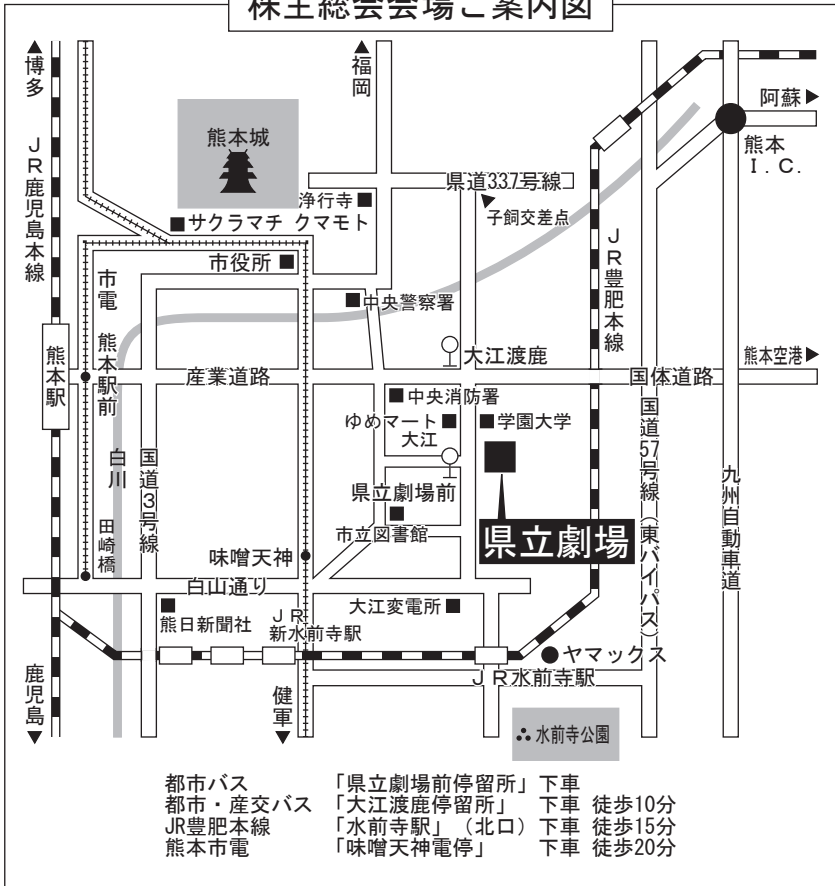 株主総会会場ご案内図
▲博多
▲福岡
阿蘇▶
熊本城
熊本
I.C.
JR鹿児島本線
県道337号線
浄行寺■
子飼交差点
■サクラマチ クマモト
JR豊肥本線
市電
市役所■
■中央警察署
大江渡鹿
熊本空港▶
熊本駅
熊本駅前
産業道路
国体道路
■中央消防署
ゆめマート■
大江
■学園大学
国道57号線(東バイパス)
九州自動車道
白川
国道3号線
県立劇場前
市立図書館
県立劇場
田崎橋
味噌天神
白山通り
熊日新聞社
JR
新水前寺駅
大江変電所■
●ヤマックス
JR水前寺駅
鹿児島▼
健軍▼
水前寺公園
都市バス 「県立劇場前停留所」下車
都市・産交バス 「大江渡鹿停留所」 下車 徒歩10分
JR豊肥本線 「水前寺駅」(北口)下車 徒歩15分
熊本市電 「味噌天神電停」 下車 徒歩20分